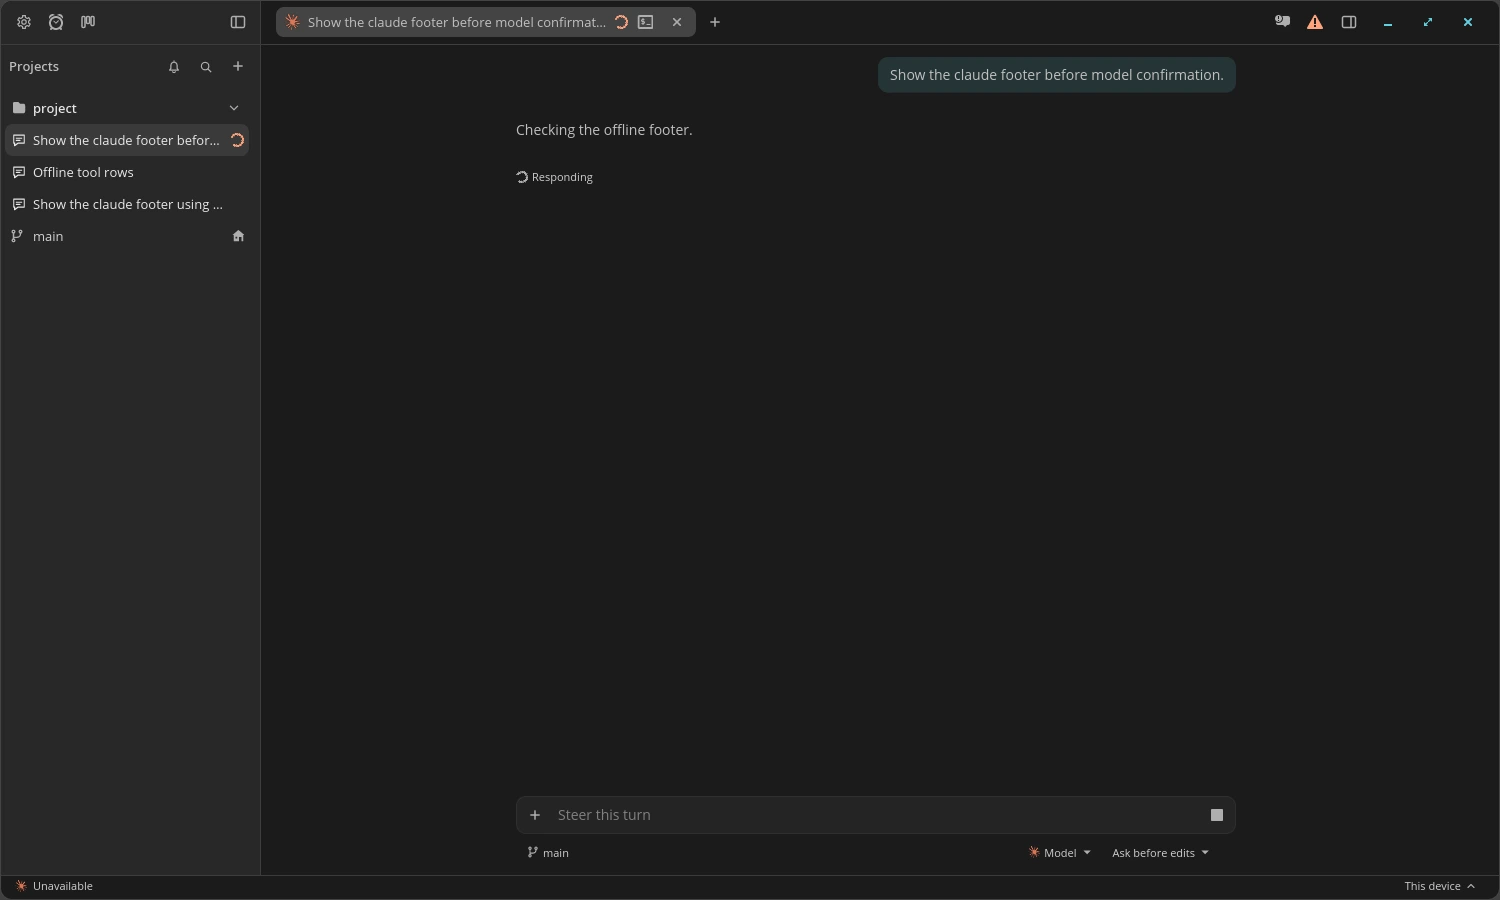 Show the claude footer before model confirmat...
Projects
project
Show the claude footer befor...
Offline tool rows
Show the claude footer using ...
main
Show the claude footer before model confirmation.
Checking the offline footer.
Responding
Steer this turn
main
Model
Ask before edits
Unavailable
This device